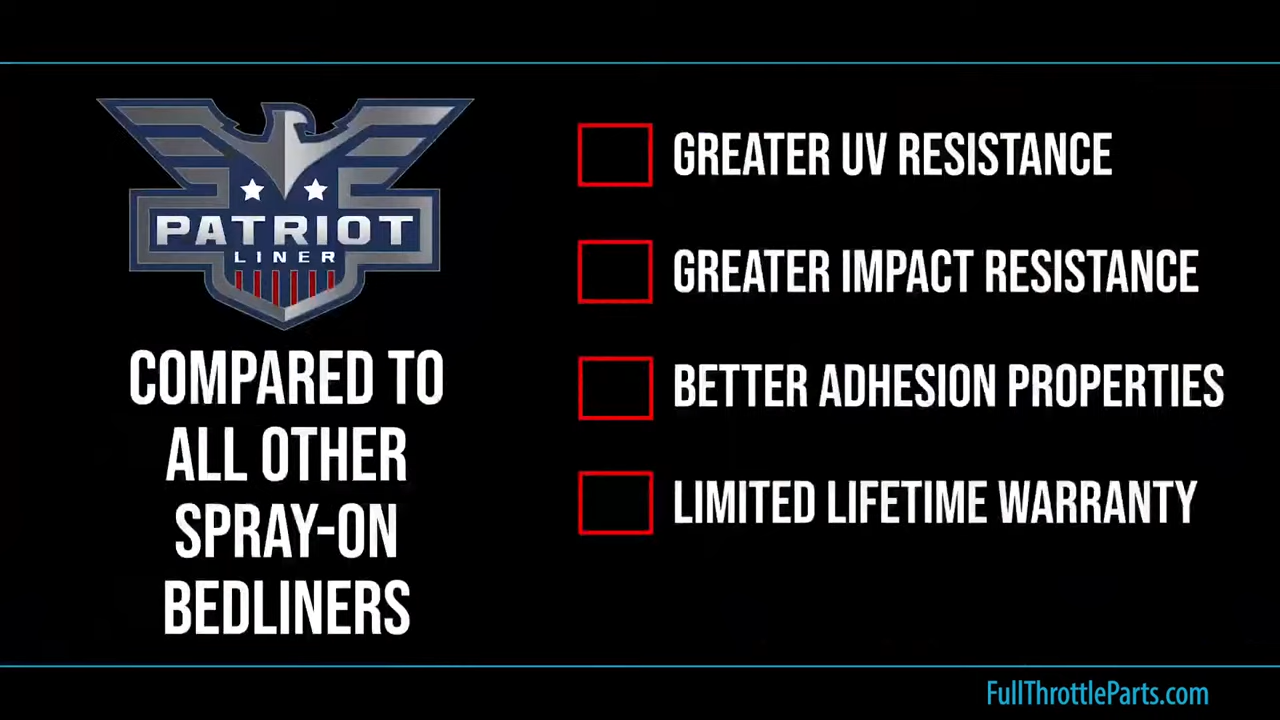 PATRIOT
LINER
COMPARED TO
ALL OTHER
SPRAY-ON
BEDLINERS
GREATER UV RESISTANCE
GREATER IMPACT RESISTANCE
BETTER ADHESION PROPERTIES
LIMITED LIFETIME WARRANTY
FullThrottleParts.com